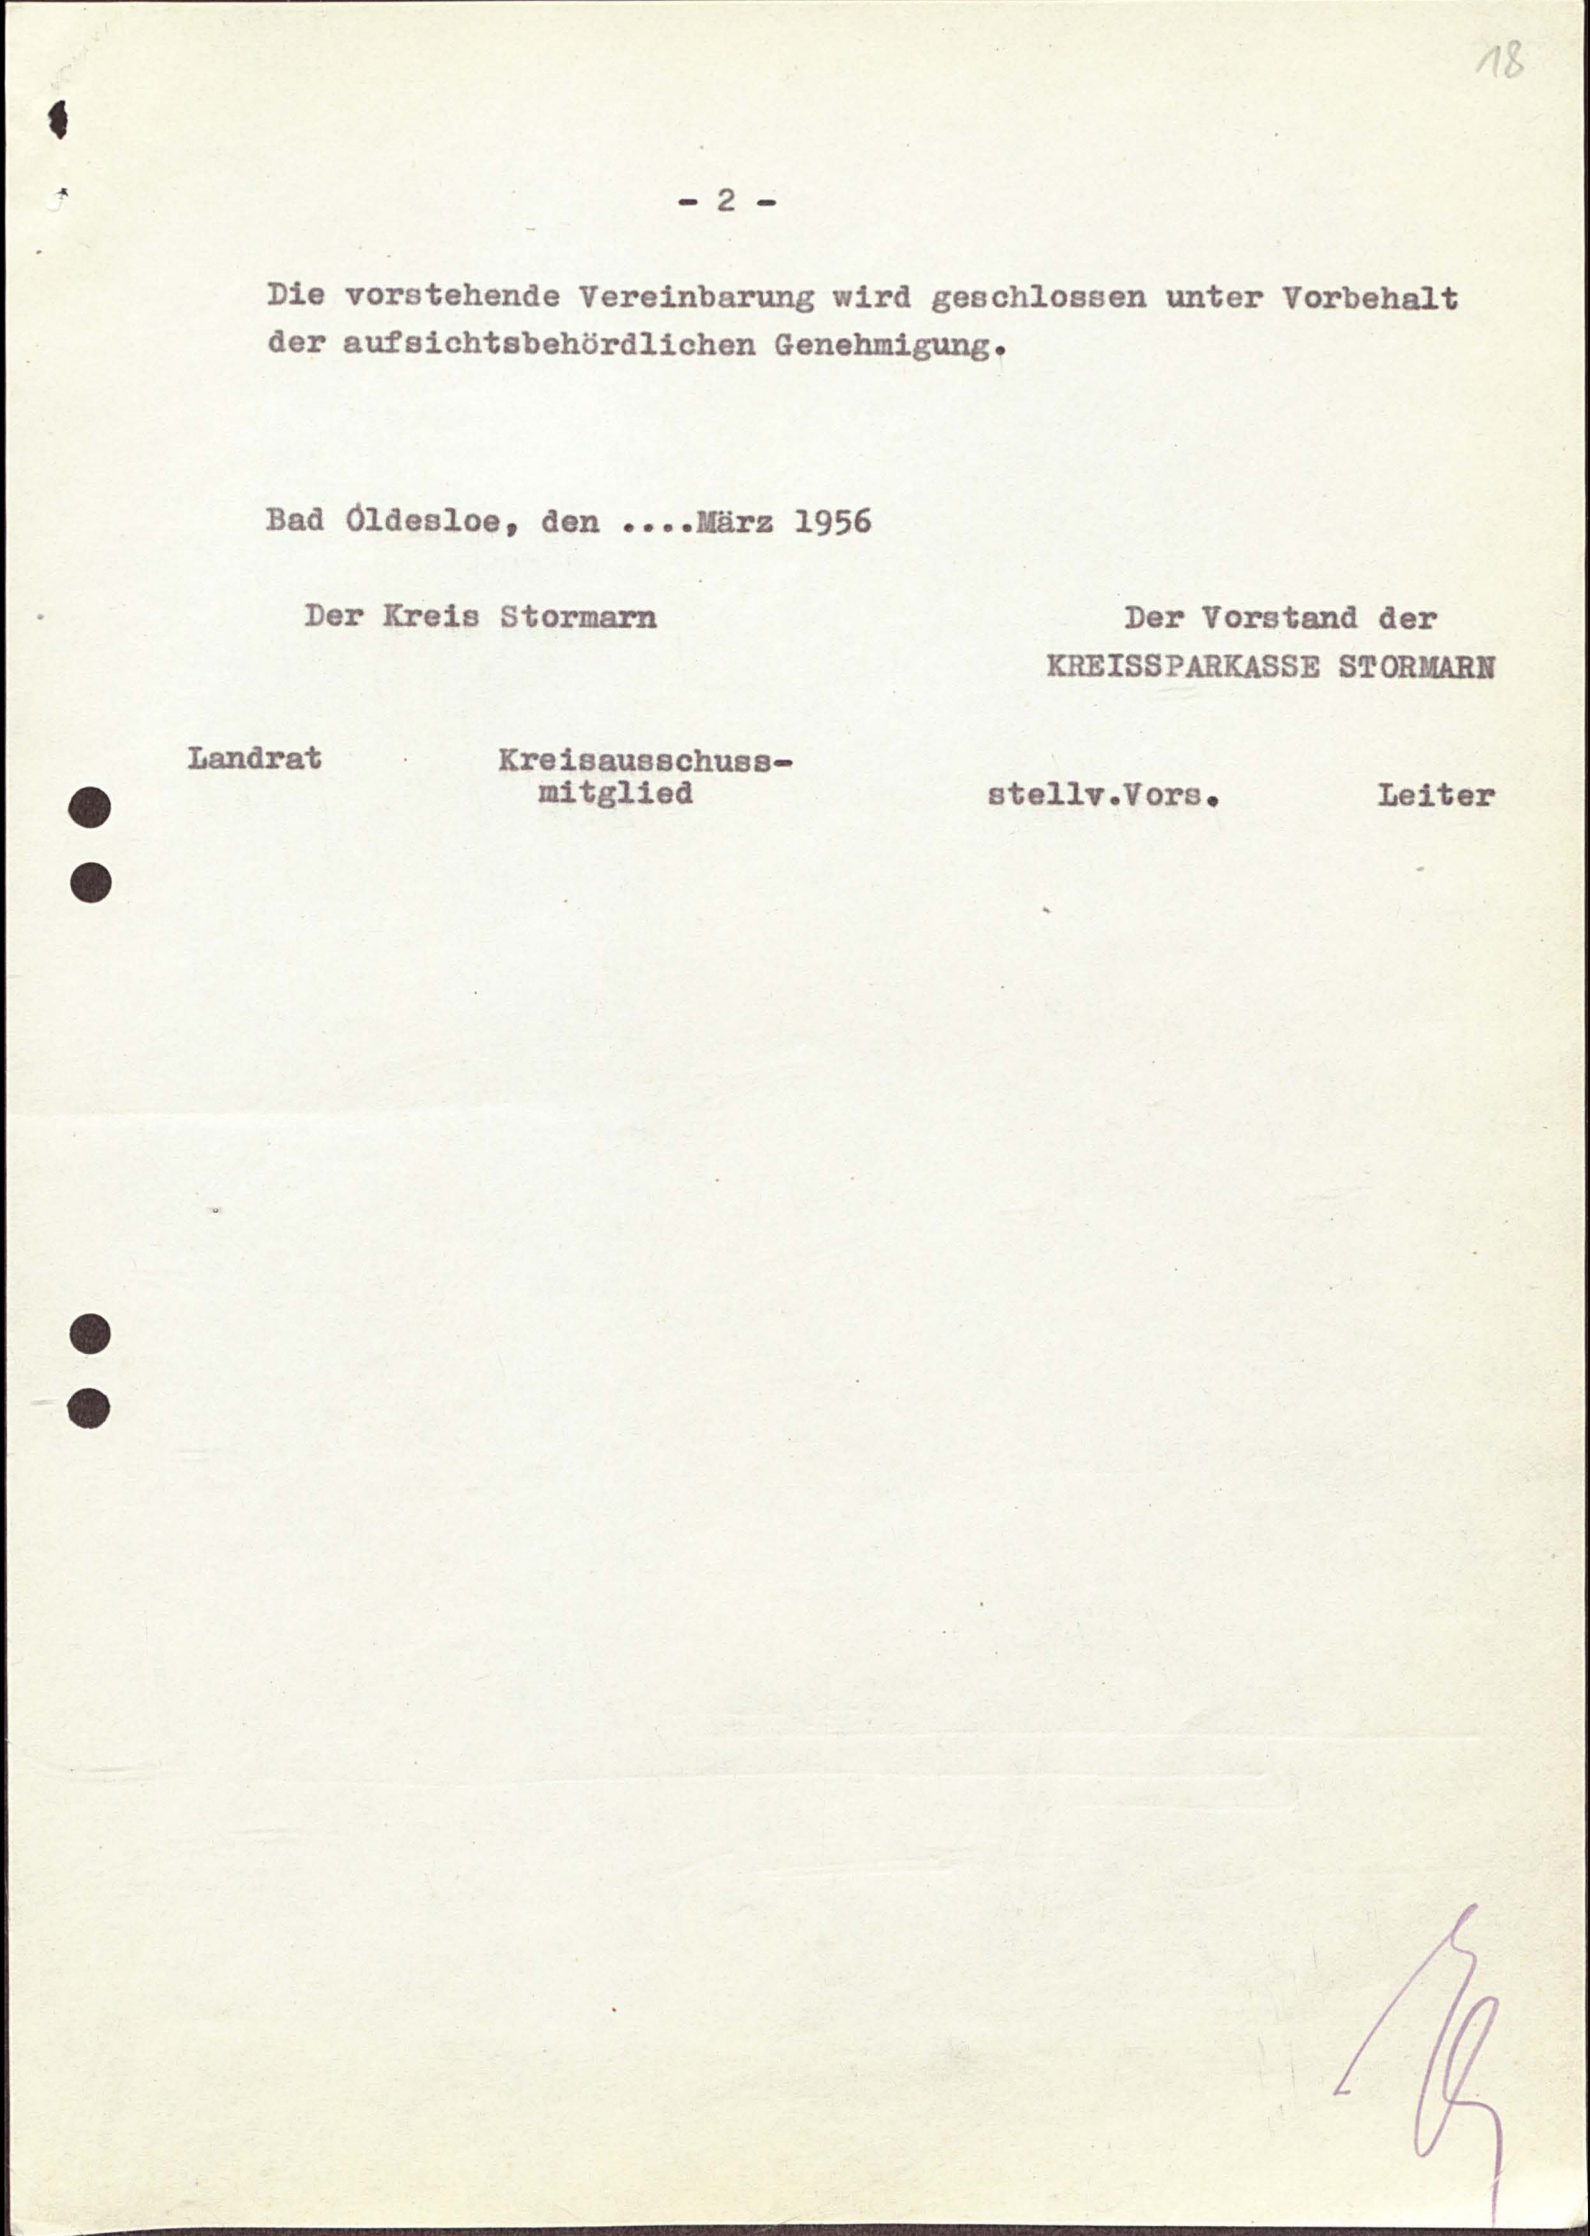 18
- 2 -
Die vorstehende Vereinbarung wird geschlossen unter Vorbehalt
der aufsichtsbehördlichen Genehmigung.
Bad Oldesloe, den ....März 1956
Der Kreis Stormarn Der Vorstand der
KREISSPARKASSE STORMARN
Landrat Kreisausschuss-
mitglied stellv.Vors. Leiter